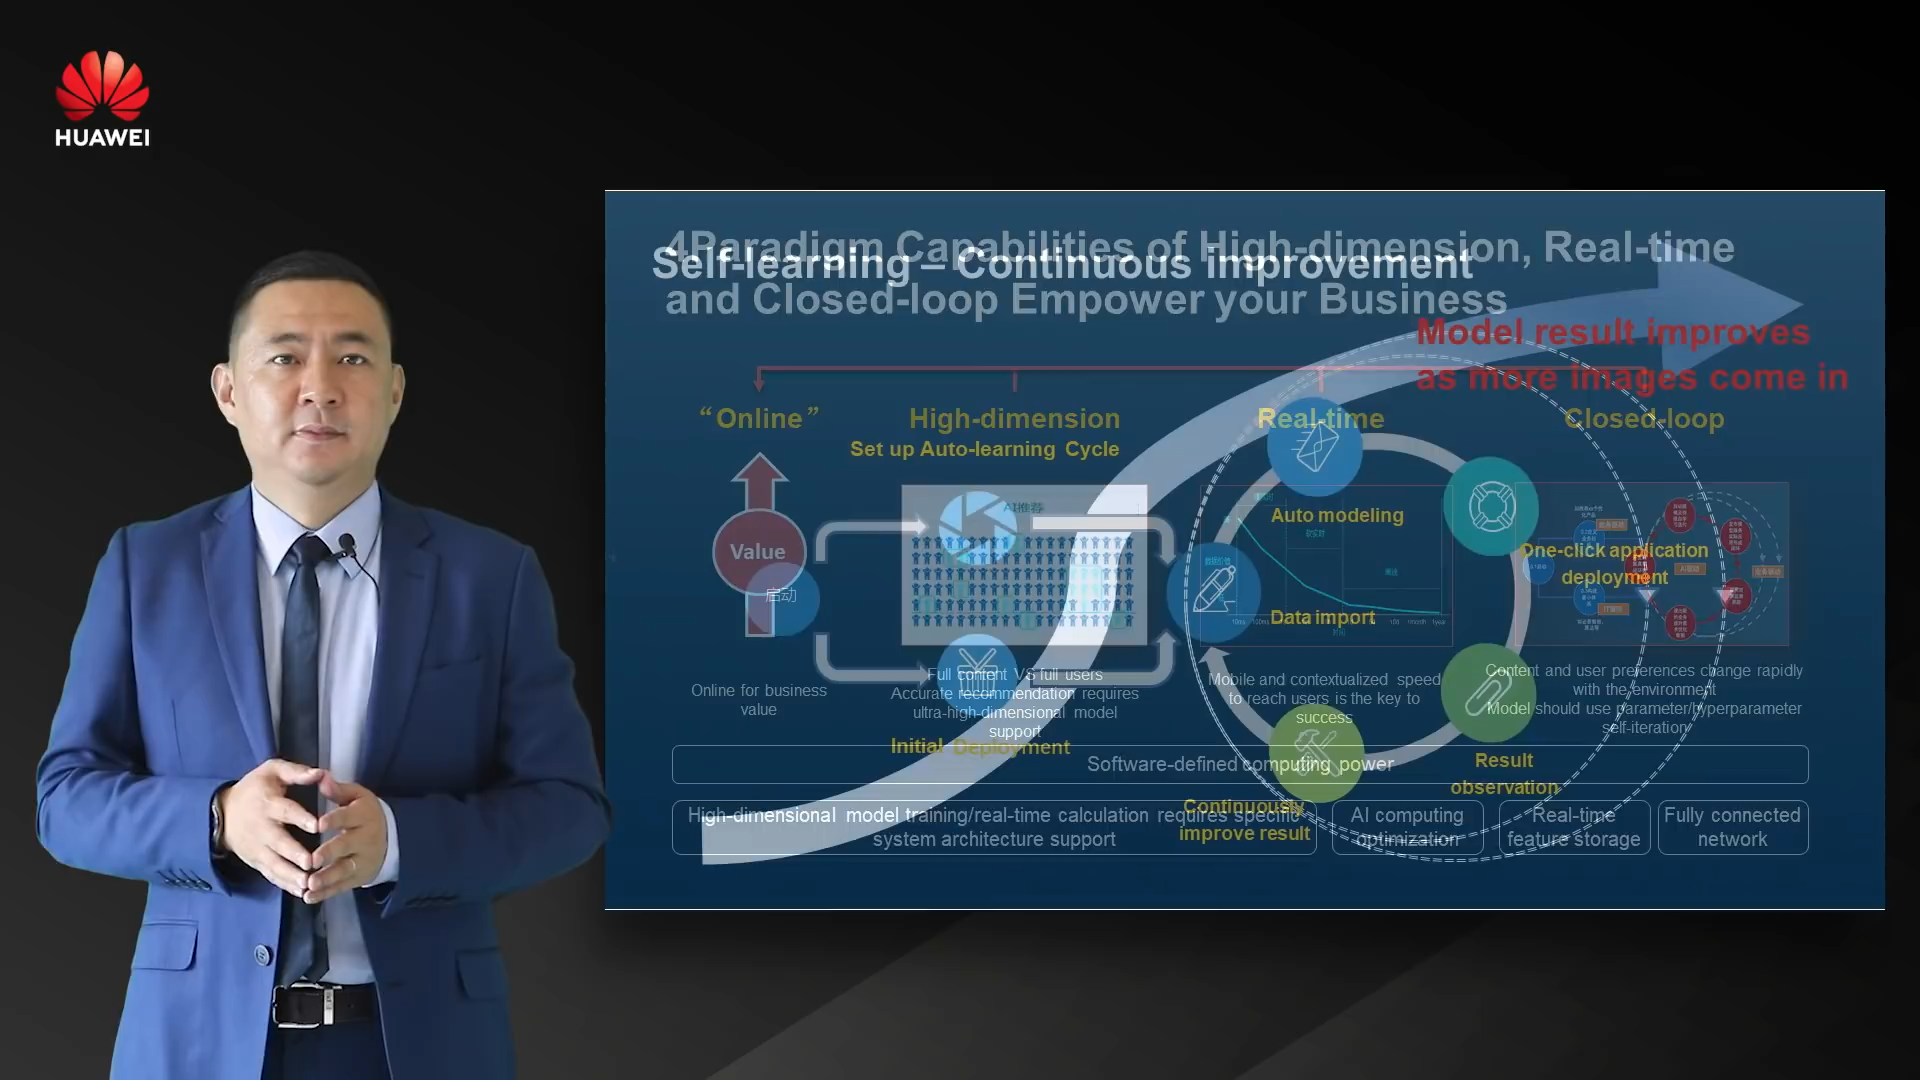 HUAWEI
4Paradigm Capabilities of High-dimension, Real-time
and Closed-loop Empower your Business
Self-learning – Continuous improvement
Model result improves
as more images come in
“Online”
High-dimension
Real-time
Closed-loop
Set up Auto-learning Cycle
AI推荐
Value
启动
Auto modeling
One-click application
deployment
Data import
Online for business
value
Full content VS full users
Accurate recommendation requires
ultra-high-dimensional model
support
Mobile and contextualized speed
to reach users is the key to
success
Content and user preferences change rapidly
with the environment
Model should use parameter/hyperparameter
self-iteration
Initial Deployment
Result
observation
Software-defined computing power
Continuously
improve result
High-dimensional model training/real-time calculation requires specific
system architecture support
AI computing
optimization
Real-time
feature storage
Fully connected
network